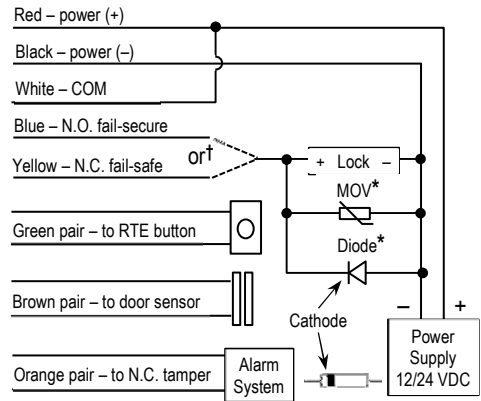 Red – power (+)
Black – power (–)
White – COM
Blue – N.O. fail-secure
or†
Yellow – N.C. fail-safe
+ Lock –
MOV*
Green pair – to RTE button
Diode*
Brown pair – to door sensor
Cathode
– +
Power
Supply
12/24 VDC
Orange pair – to N.C. tamper
Alarm
System